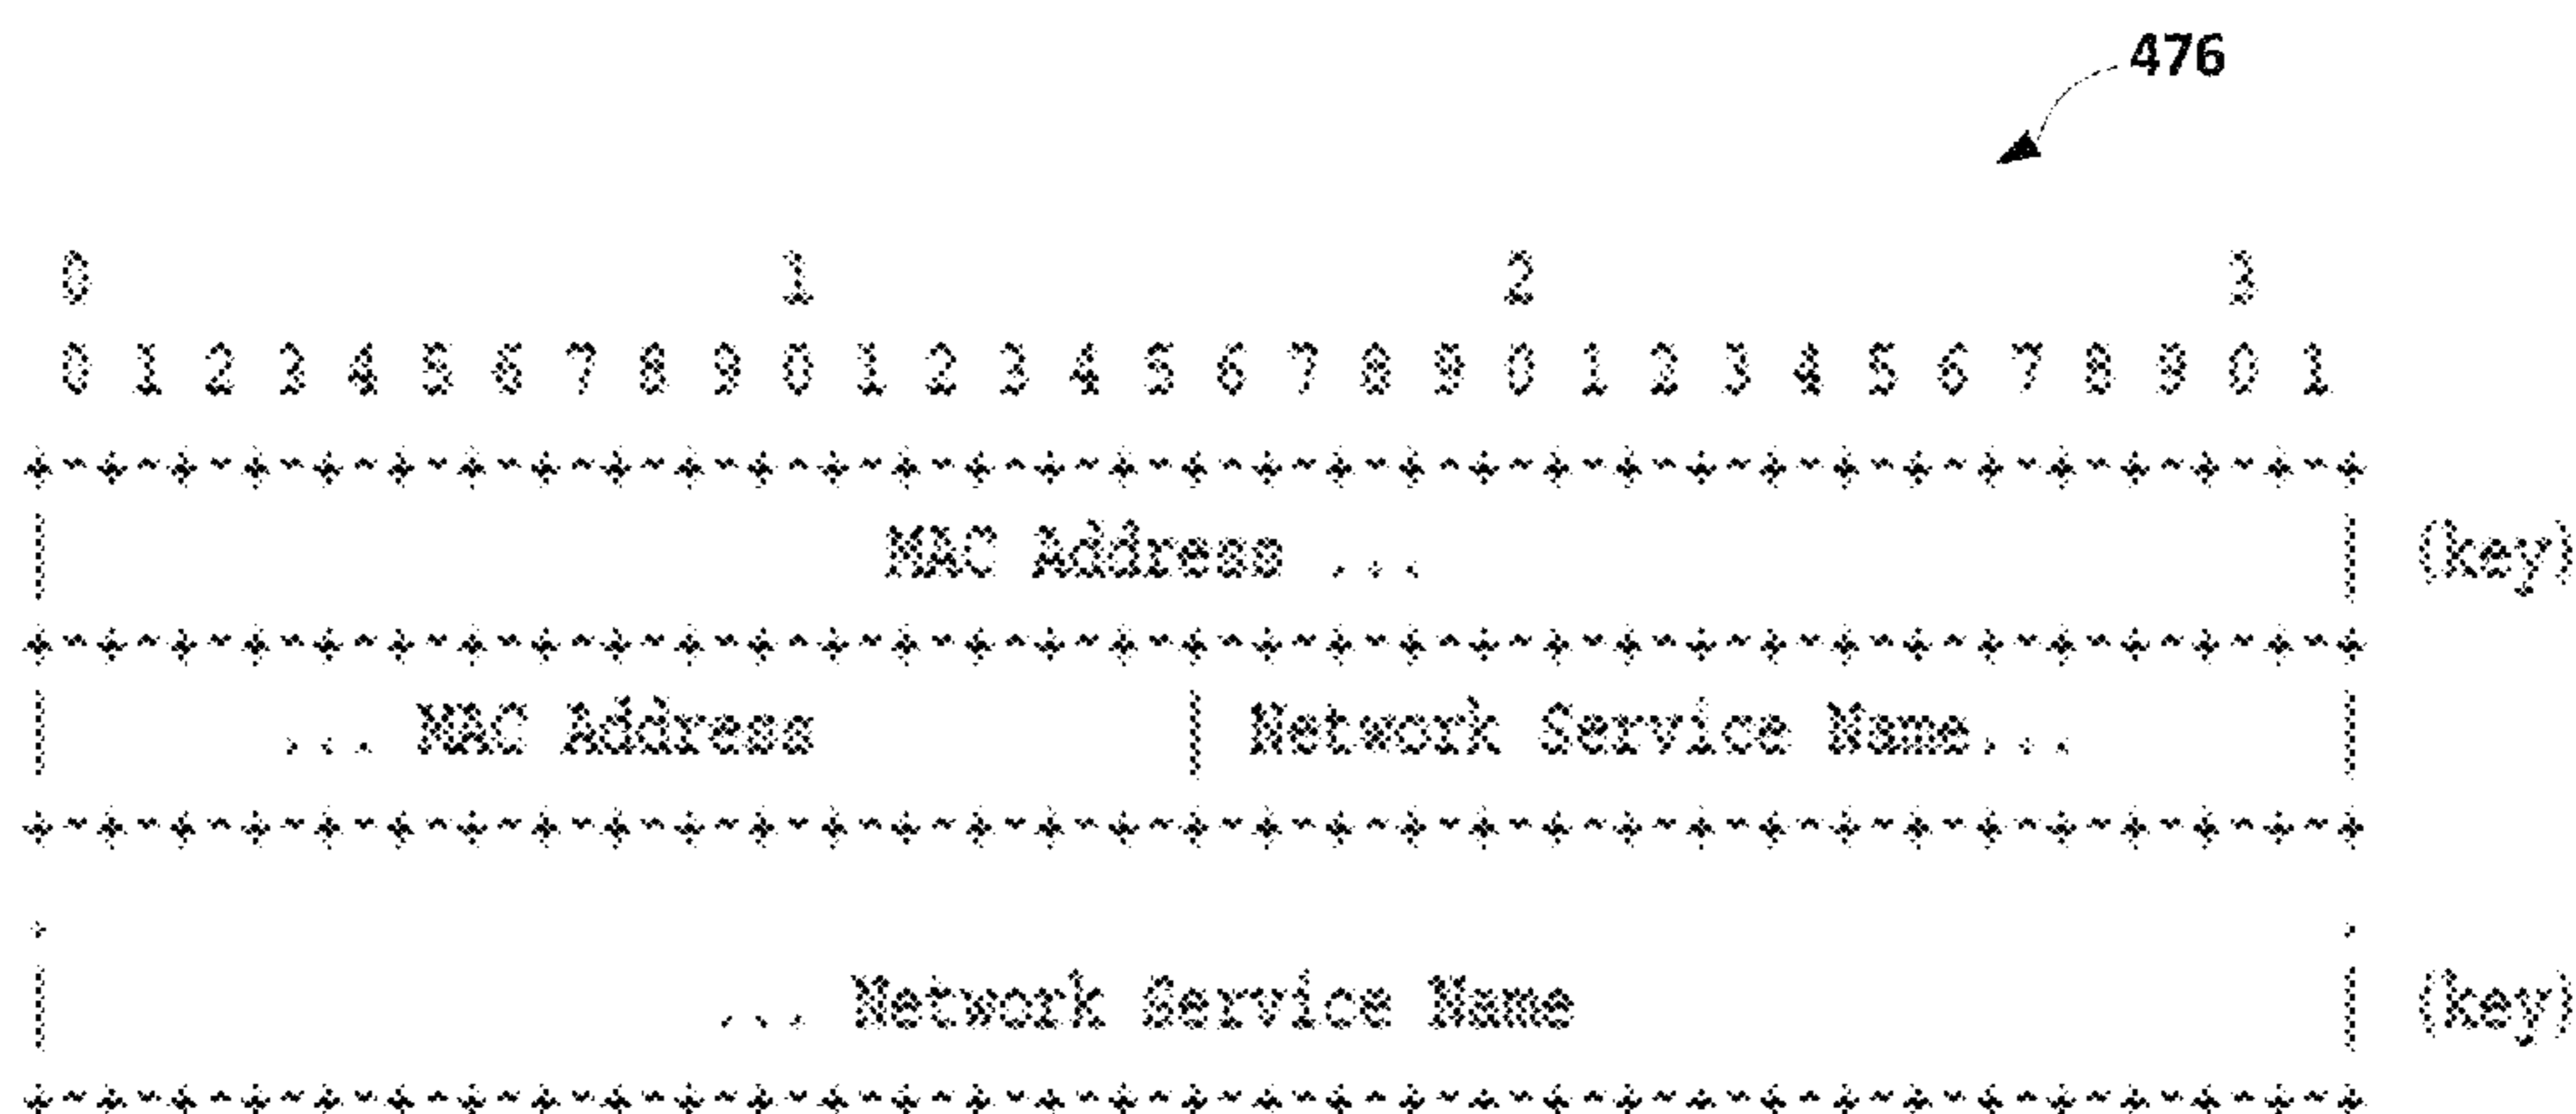 476
0 1 2 3
0 1 2 3 4 5 6 7 8 9 0 1 2 3 4 5 6 7 8 9 0 1 2 3 4 5 6 7 8 9 0 1
+-+-+-+-+-+-+-+-+-+-+-+-+-+-+-+-+-+-+-+-+-+-+-+-+-+-+-+-+-+-+-+-+
| MAC Address ... | (key)
+-+-+-+-+-+-+-+-+-+-+-+-+-+-+-+-+-+-+-+-+-+-+-+-+-+-+-+-+-+-+-+-+
| ... MAC Address | Network Service Name... |
+-+-+-+-+-+-+-+-+-+-+-+-+-+-+-+-+-+-+-+-+-+-+-+-+-+-+-+-+-+-+-+-+
. .
| ... Network Service Name | (key)
+-+-+-+-+-+-+-+-+-+-+-+-+-+-+-+-+-+-+-+-+-+-+-+-+-+-+-+-+-+-+-+-+